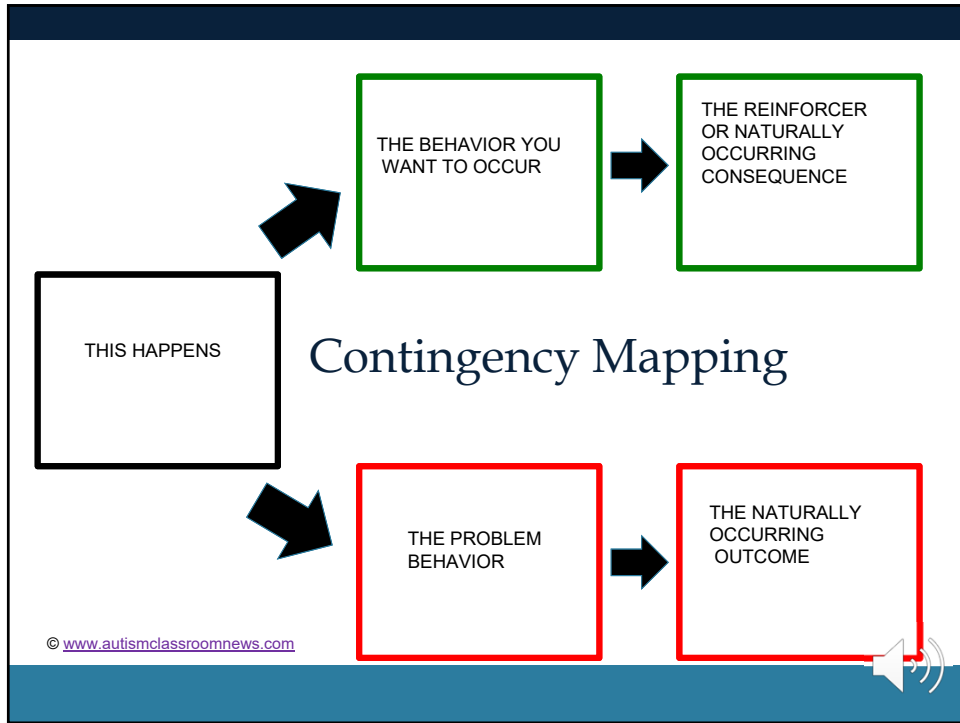 THE BEHAVIOR YOU
WANT TO OCCUR
THE REINFORCER
OR NATURALLY
OCCURRING
CONSEQUENCE
THIS HAPPENS
Contingency Mapping
THE PROBLEM
BEHAVIOR
THE NATURALLY
OCCURRING
OUTCOME
© www.autismclassroomnews.com